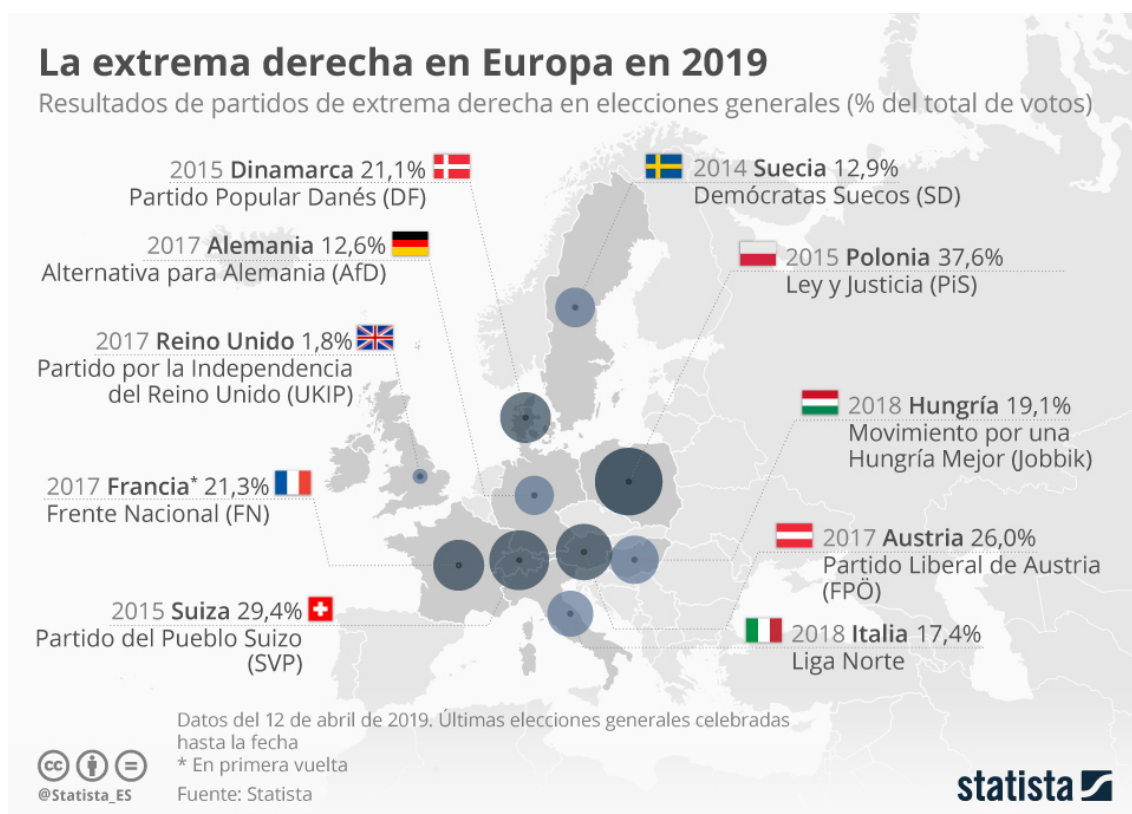 La extrema derecha en Europa en 2019
Resultados de partidos de extrema derecha en elecciones generales (% del total de votos)
2015 Dinamarca 21,1%
Partido Popular Danés (DF)
2017 Alemania 12,6%
Alternativa para Alemania (AfD)
2017 Reino Unido 1,8%
Partido por la Independencia
del Reino Unido (UKIP)
2017 Francia* 21,3%
Frente Nacional (FN)
2015 Suiza 29,4%
Partido del Pueblo Suizo
(SVP)
2014 Suecia 12,9%
Demócratas Suecos (SD)
2015 Polonia 37,6%
Ley y Justicia (PiS)
2018 Hungría 19,1%
Movimiento por una
Hungría Mejor (Jobbik)
2017 Austria 26,0%
Partido Liberal de Austria
(FPÖ)
2018 Italia 17,4%
Liga Norte
Datos del 12 de abril de 2019. Últimas elecciones generales celebradas
hasta la fecha
* En primera vuelta
Fuente: Statista
cc
@Statista_ES
statista